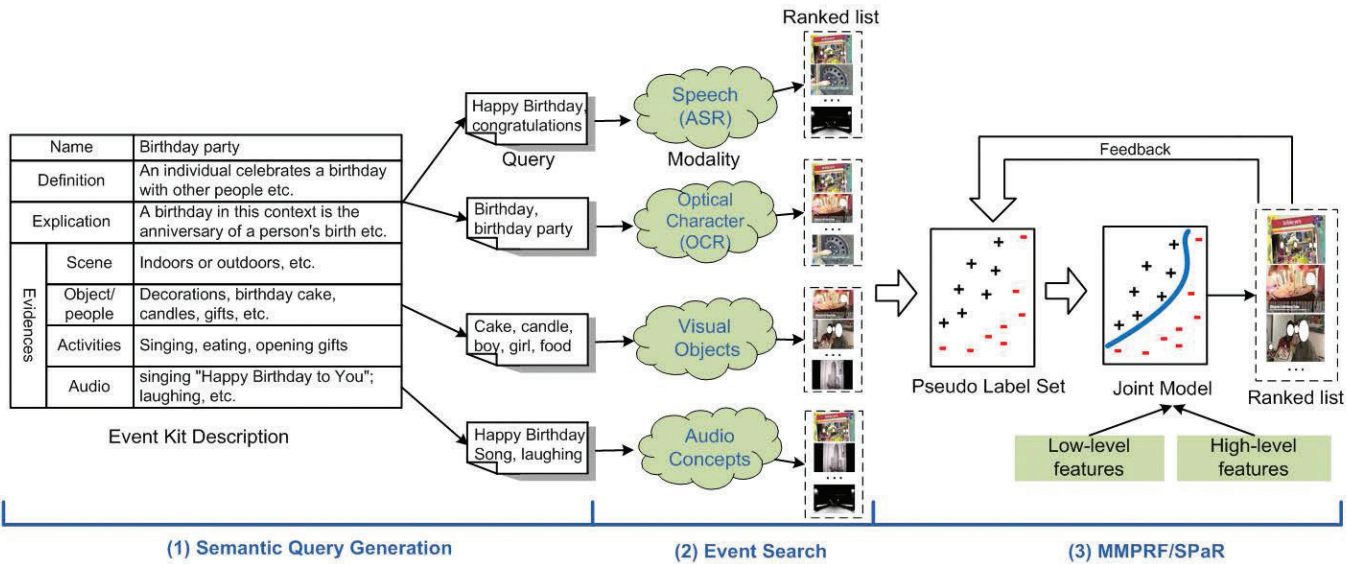 Ranked list
Happy Birthday,
congratulations
Query
Speech
(ASR)
Modality
Name
Birthday party
Definition
An individual celebrates a birthday
with other people etc.
Explication
A birthday in this context is the
anniversary of a person's birth etc.
Evidences
Scene
Indoors or outdoors, etc.
Object/
people
Decorations, birthday cake,
candles, gifts, etc.
Activities
Singing, eating, opening gifts
Audio
singing "Happy Birthday to You";
laughing, etc.
Event Kit Description
Birthday,
birthday party
Optical
Character
(OCR)
Cake, candle,
boy, girl, food
Visual
Objects
Happy Birthday
Song, laughing
Audio
Concepts
...
...
...
...
Feedback
Pseudo Label Set
Joint Model
...
Ranked list
Low-level
features
High-level
features
(1) Semantic Query Generation
(2) Event Search
(3) MMPRF/SPaR